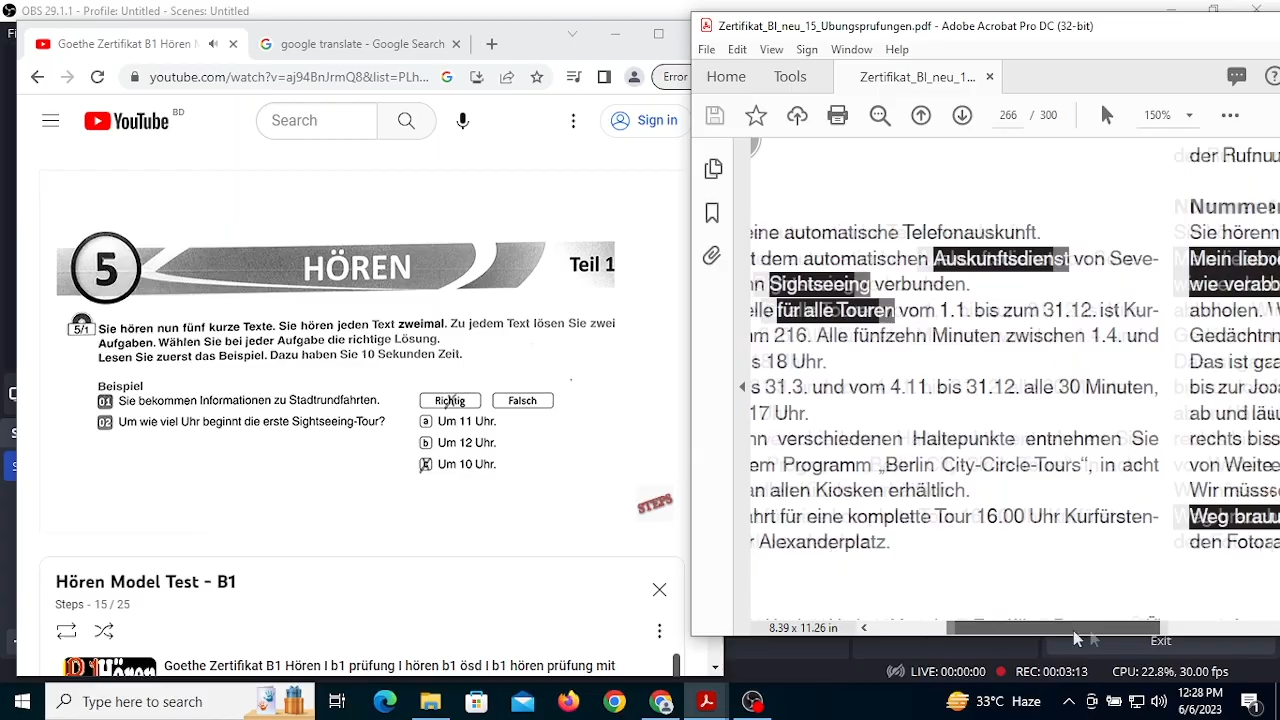 OBS 29.1.1 - Profile: Untitled - Scenes: Untitled
Goethe Zertifikat B1 Hören
google translate - Google Search
youtube.com/watch?v=aj94BnJrmQ8&list=PLh...
Error
YouTube BD
Search
Sign in
5
HÖREN
Teil 1
5/1 Sie hören nun fünf kurze Texte. Sie hören jeden Text zweimal. Zu jedem Text lösen Sie zwei
Aufgaben. Wählen Sie bei jeder Aufgabe die richtige Lösung.
Lesen Sie zuerst das Beispiel. Dazu haben Sie 10 Sekunden Zeit.
Beispiel
01 Sie bekommen Informationen zu Stadtrundfahrten.
Richtig
Falsch
02 Um wie viel Uhr beginnt die erste Sightseeing-Tour?
a Um 11 Uhr.
b Um 12 Uhr.
Um 10 Uhr.
STEPS
Hören Model Test - B1
Steps - 15 / 25
B1 Hören
Goethe Zertifikat B1 Hören I b1 prüfung I hören b1 ösd I b1 hören prüfung mit
Zertifikat_BI_neu_15_Ubungsprufungen.pdf - Adobe Acrobat Pro DC (32-bit)
File Edit View Sign Window Help
Home
Tools
Zertifikat_BI_neu_1...
266 / 300
150%
eine automatische Telefonauskunft.
t dem automatischen Auskunftsdienst von Seve-
n Sightseeing verbunden.
elle für alle Touren vom 1.1. bis zum 31.12. ist Kur-
m 216. Alle fünfzehn Minuten zwischen 1.4. und
s 18 Uhr.
s 31.3. und vom 4.11. bis 31.12. alle 30 Minuten,
17 Uhr.
nn verschiedenen Haltepunkte entnehmen Sie
em Programm „Berlin City-Circle-Tours“, in acht
an allen Kiosken erhältlich.
ahrt für eine komplette Tour 16.00 Uhr Kurfürsten-
r Alexanderplatz.
der Rufnu
Nummer
Sie hören
Mein liebe
wie verab
abholen.
Gedächtn
Das ist gra
bis zur Jo
ab und läu
rechts bis
von Weite
Wir müss
Weg brau
den Foto
8.39 x 11.26 in
Exit
LIVE: 00:00:00
REC: 00:03:13
CPU: 22.8%, 30.00 fps
Type here to search
33°C Haze
12:28 PM
6/6/2023
1